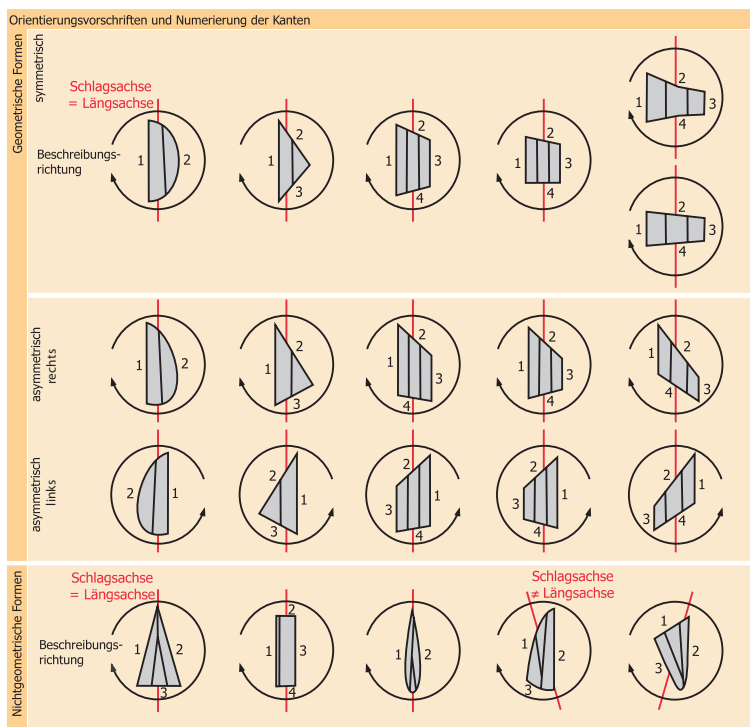 Orientierungsvorschriften und Numerierung der Kanten
Geometrische Formen
symmetrisch
Schlagsachse
= Längsachse
Beschreibungs-
richtung
1 2
1 2 3
1 2 3 4
1 2 3 4
1 2 3 4
1 2 3 4
asymmetrisch
rechts
1 2
1 2 3
1 2 3 4
1 2 3 4
1 2 3 4
asymmetrisch
links
2 1
2 1 3
2 1 3 4
2 1 3 4
2 1 3 4
Nichtgeometrische Formen
Schlagsachse
= Längsachse
Schlagsachse
≠ Längsachse
Beschreibungs-
richtung
1 2 3
1 2 3 4
1 2
1 2 3
1 2 3